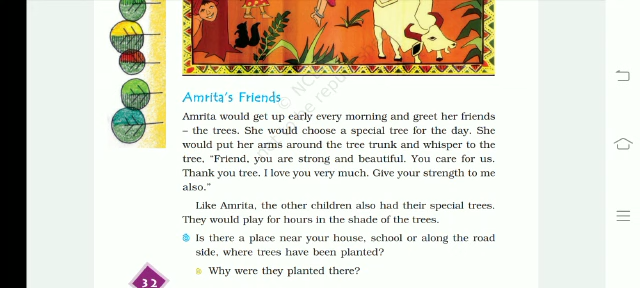 Amrita's Friends
Amrita would get up early every morning and greet her friends
– the trees. She would choose a special tree for the day. She
would put her arms around the tree trunk and whisper to the
tree, "Friend, you are strong and beautiful. You care for us.
Thank you tree. I love you very much. Give your strength to me
also."
Like Amrita, the other children also had their special trees.
They would play for hours in the shade of the trees.
Is there a place near your house, school or along the road
side, where trees have been planted?
Why were they planted there?
32